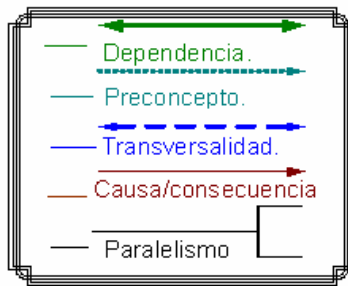 Dependencia.
Preconcepto.
Transversalidad.
Causa/consecuencia
Paralelismo